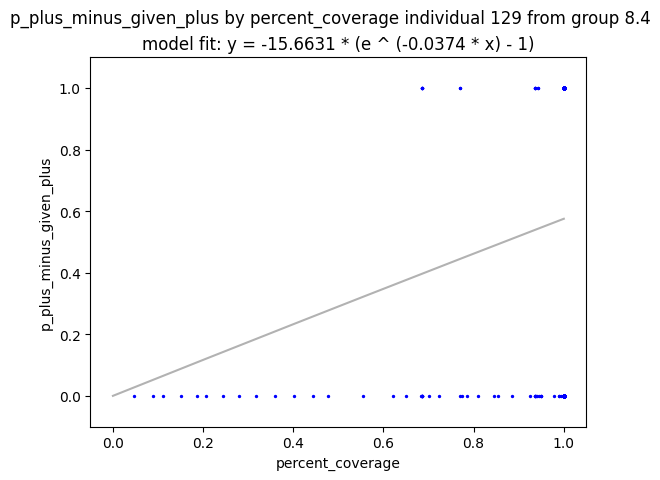 p_plus_minus_given_plus by percent_coverage individual 129 from group 8.4
model fit: y = -15.6631 * (e ^ (-0.0374 * x) - 1)
1.0
0.8
0.6
0.4
0.2
0.0
p_plus_minus_given_plus
0.0 0.2 0.4 0.6 0.8 1.0
percent_coverage